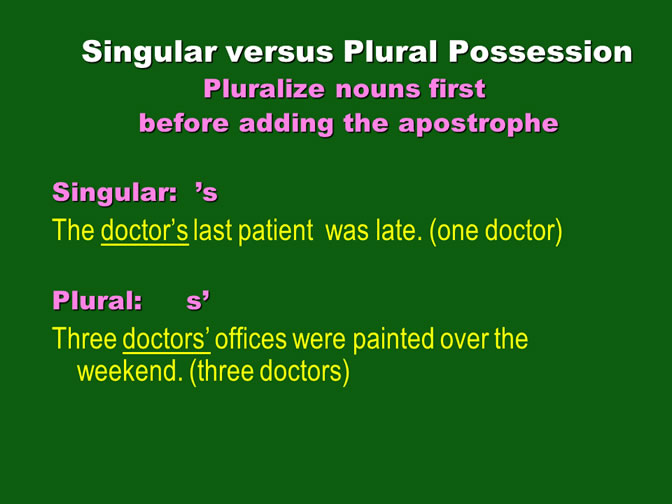 Singular versus Plural Possession
Pluralize nouns first
before adding the apostrophe
Singular: ’s
The doctor’s last patient was late. (one doctor)
Plural: s’
Three doctors’ offices were painted over the
weekend. (three doctors)